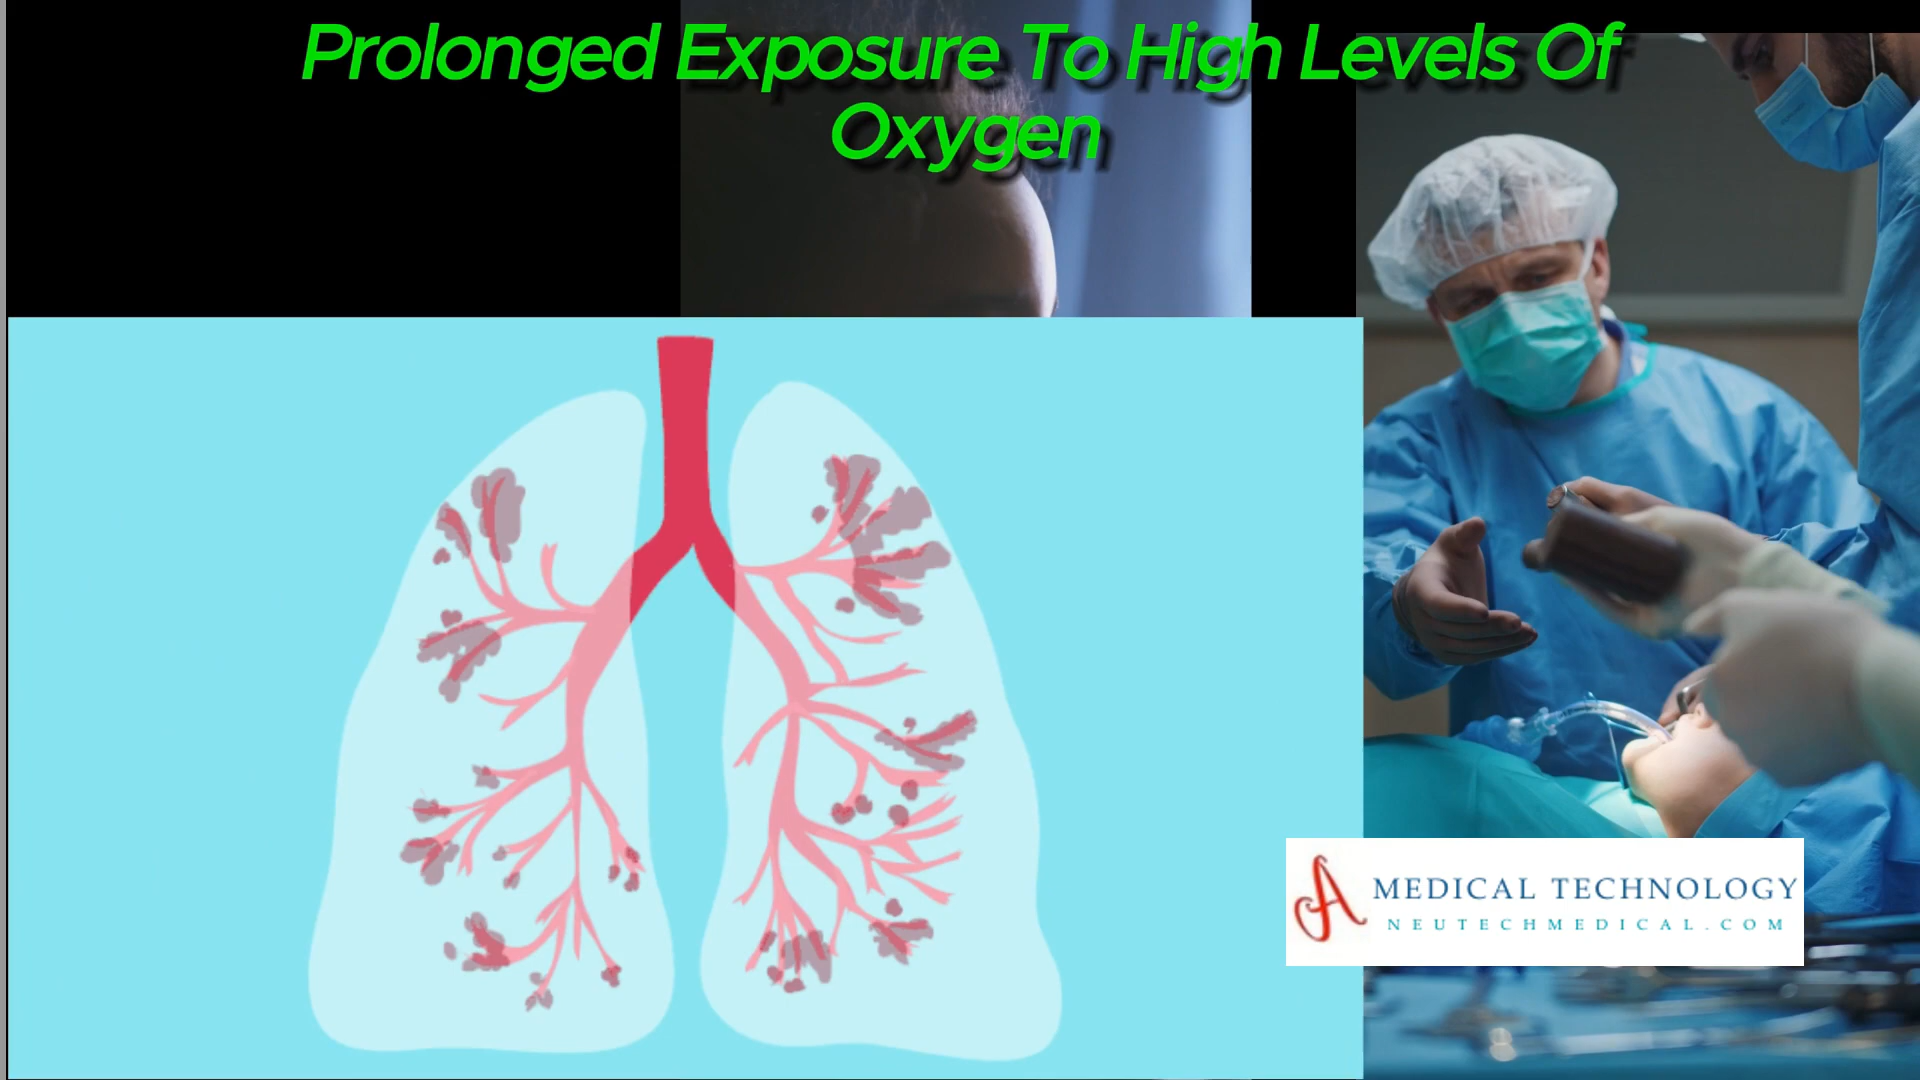 Prolonged Exposure To High Levels Of
Oxygen
A MEDICAL TECHNOLOGY
NEUTECHMEDICAL.COM